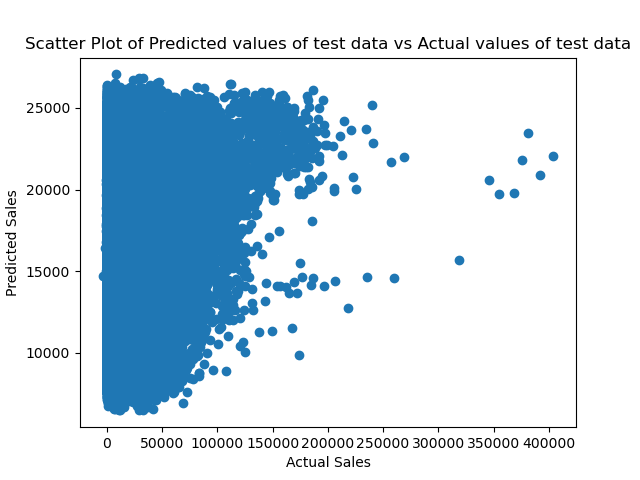 Scatter Plot of Predicted values of test data vs Actual values of test data
25000
20000
15000
10000
Predicted Sales
0 50000 100000 150000 200000 250000 300000 350000 400000
Actual Sales